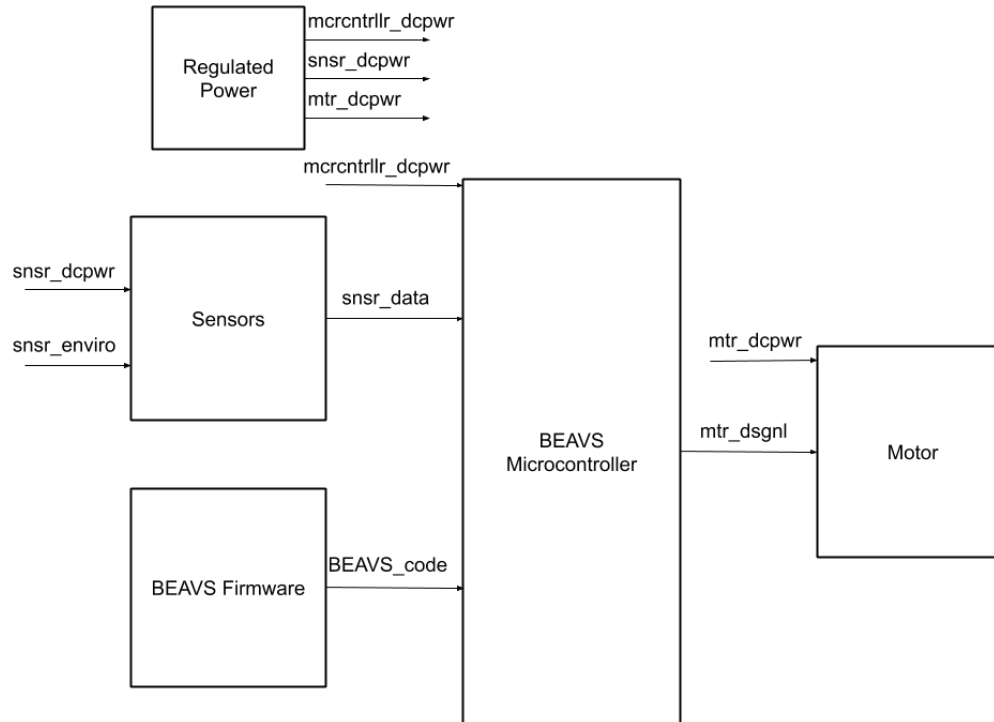 mcrcntrllr_dcpwr
Regulated
Power
snsr_dcpwr
mtr_dcpwr
mcrcntrllr_dcpwr
snsr_dcpwr
snsr_enviro
Sensors
snsr_data
mtr_dcpwr
BEAVS
Microcontroller
mtr_dsgnl
Motor
BEAVS Firmware
BEAVS_code